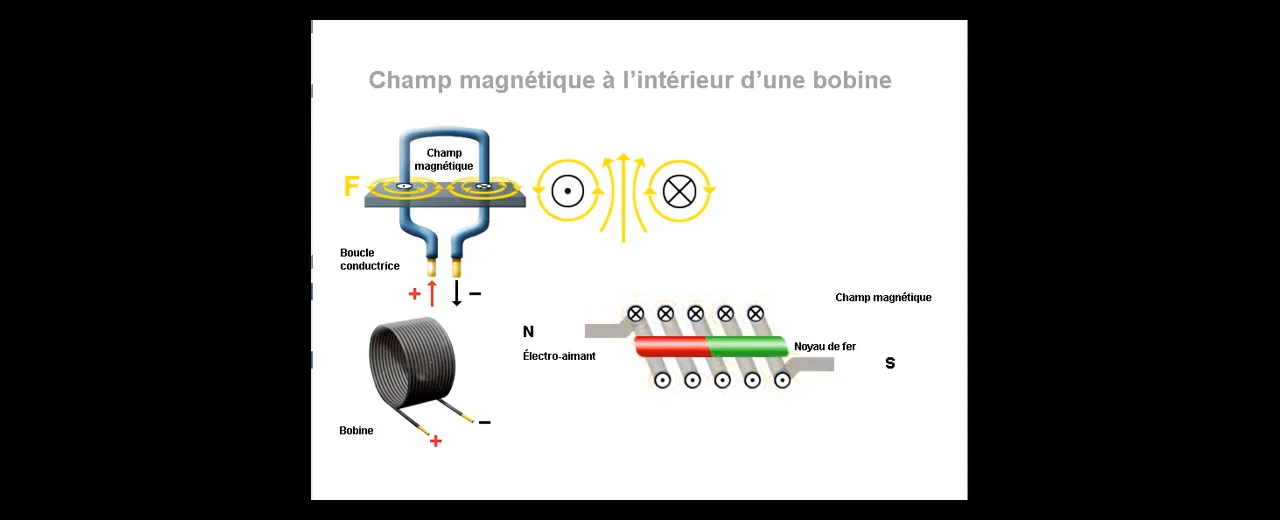 Champ magnétique à l’intérieur d’une bobine
Champ
magnétique
F
Boucle
conductrice
+
−
Champ magnétique
N
Électro-aimant
Noyau de fer
S
Bobine
−
+